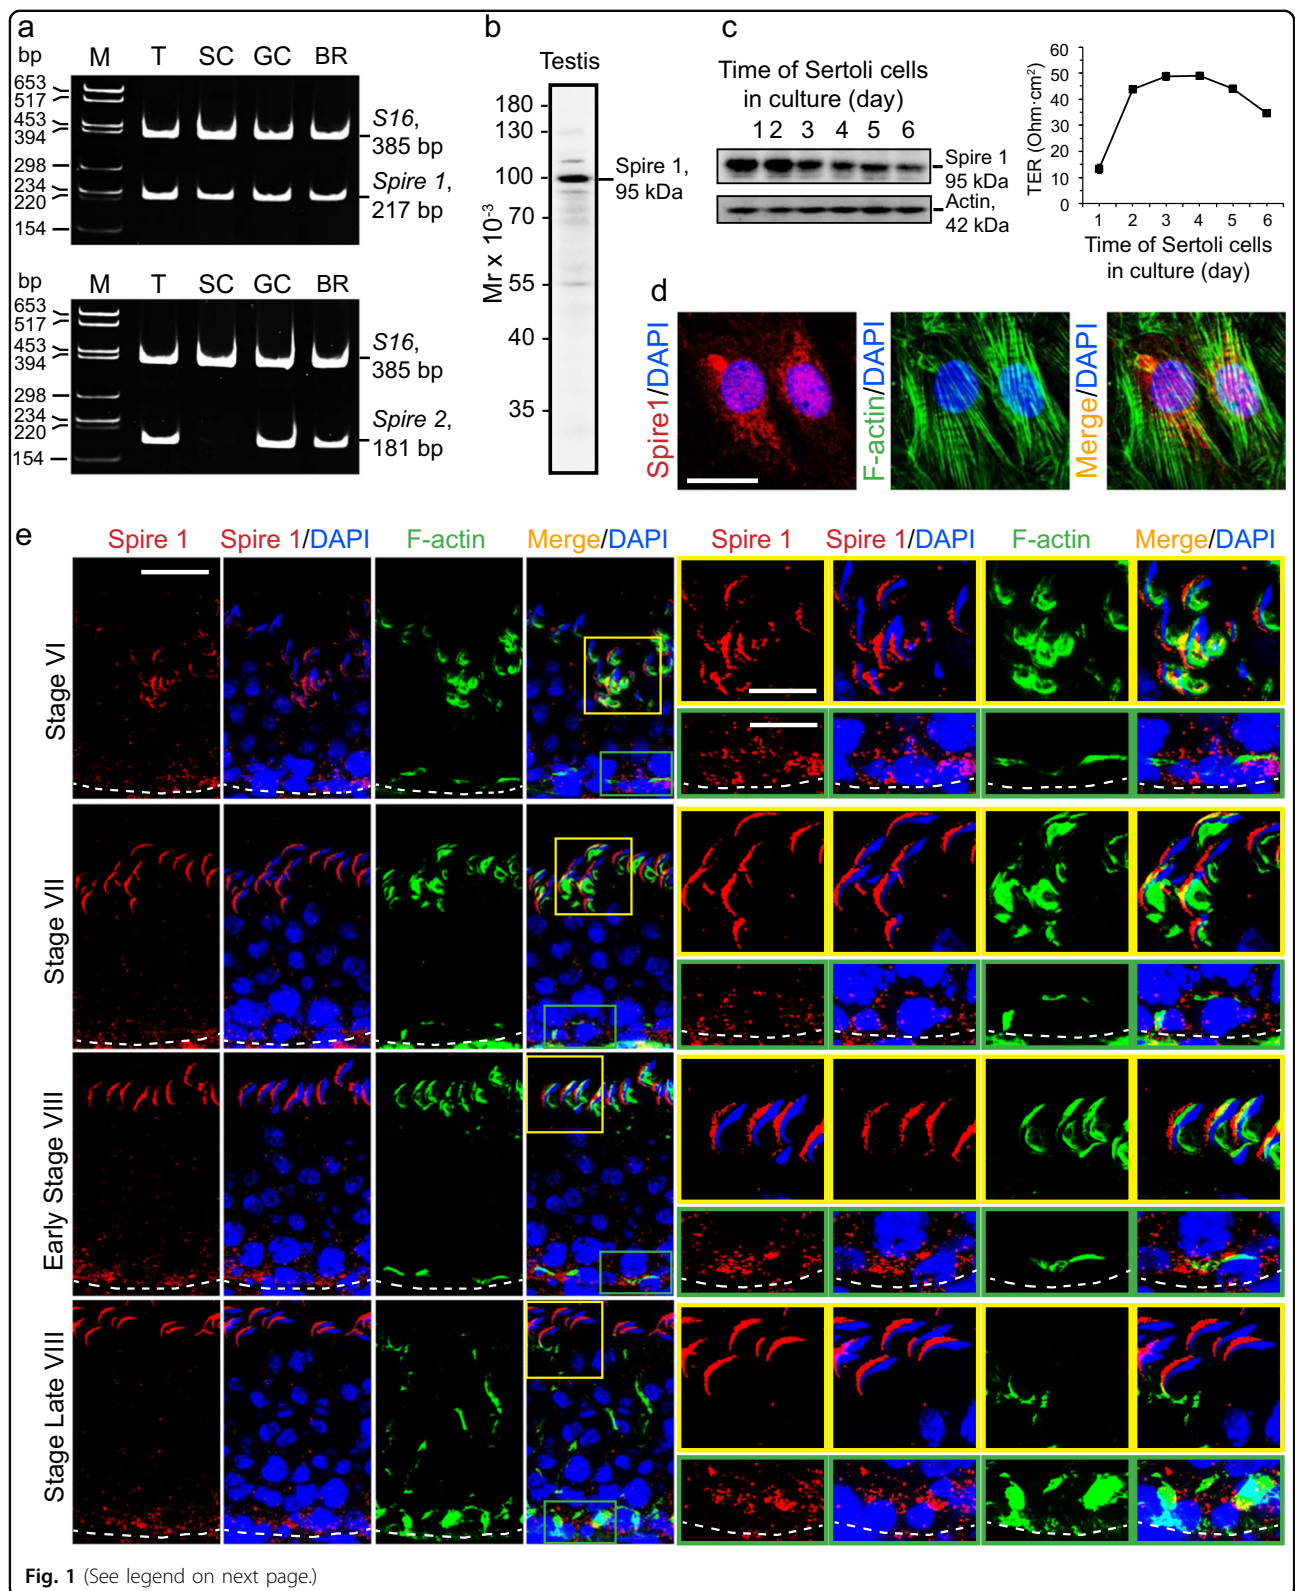 a
bp
M T SC GC BR
653
517
453
394
298
234
220
154
S16,
385 bp
Spire 1,
217 bp
M T SC GC BR
653
517
453
394
298
234
220
154
S16,
385 bp
Spire 2,
181 bp
b
Testis
Mr x 10-3
180
130
100
70
55
40
35
Spire 1,
95 kDa
c
Time of Sertoli cells
in culture (day)
1 2 3 4 5 6
Spire 1
95 kDa
Actin,
42 kDa
TER (Ohm·cm²)
60
50
40
30
20
10
0
1 2 3 4 5 6
Time of Sertoli cells
in culture (day)
d
Spire1/DAPI
F-actin/DAPI
Merge/DAPI
e
Spire 1 Spire 1/DAPI F-actin Merge/DAPI Spire 1 Spire 1/DAPI F-actin Merge/DAPI
Stage VI
Stage VII
Early Stage VIII
Stage Late VIII
Fig. 1 (See legend on next page.)